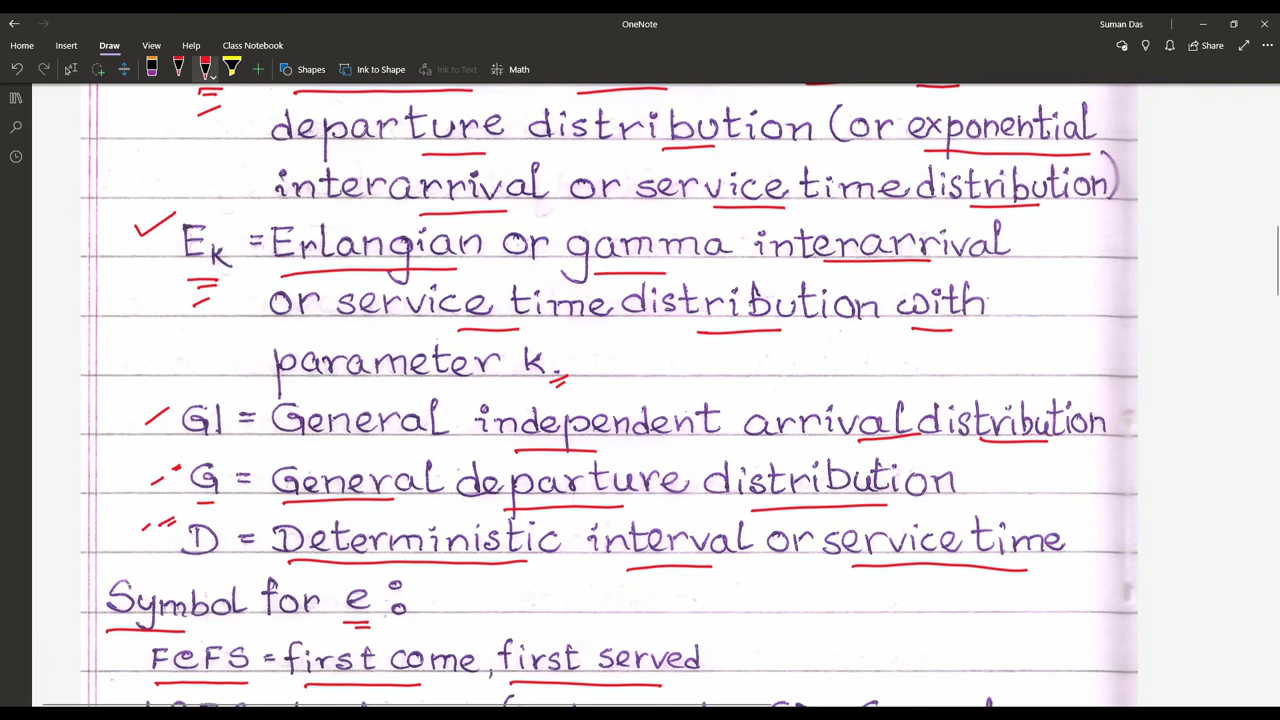 OneNote
Suman Das
Home Insert Draw View Help Class Notebook
Share
Shapes Ink to Shape Ink to Text Math
departure distribution (or exponential
interarrival or service time distribution)
Ek = Erlangian or gamma interarrival
or service time distribution with
parameter k.
GI = General independent arrival distribution
G = General departure distribution
D = Deterministic interval or service time
Symbol for e :
FeFS = first come, first served